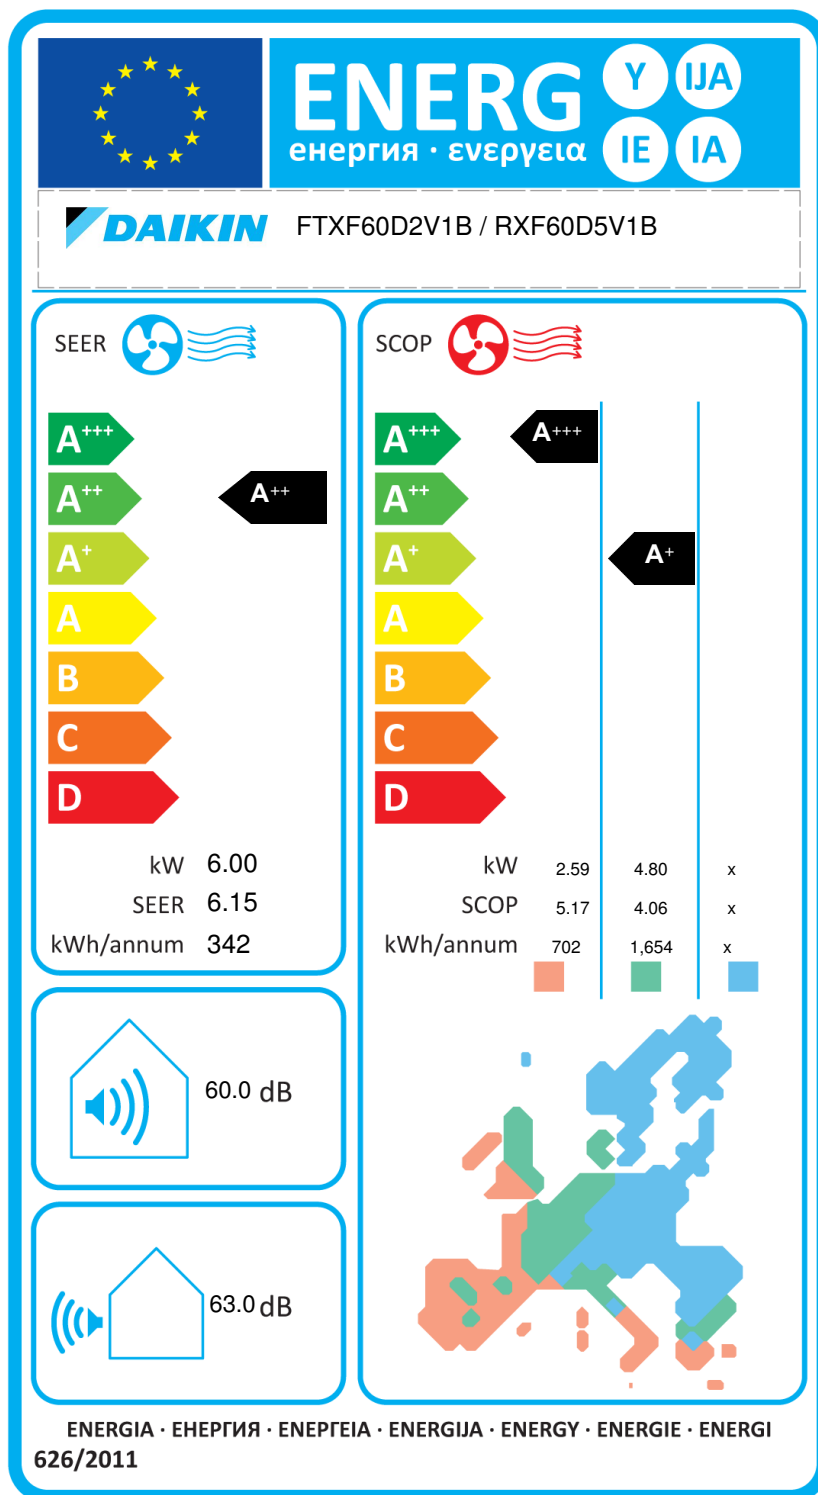 ENERG Y IJA
енергия · ενεργεια IE IA
DAIKIN FTXF60D2V1B / RXF60D5V1B
SEER
A+++
A++ A++
A+
A
B
C
D
kW 6.00
SEER 6.15
kWh/annum 342
SCOP
A+++ A+++
A++
A+ A+
A
B
C
D
kW 2.59 4.80 x
SCOP 5.17 4.06 x
kWh/annum 702 1,654 x
60.0 dB
63.0 dB
ENERGIA · ЕНЕРГИЯ · ΕΝΕΡΓΕΙΑ · ENERGIJA · ENERGY · ENERGIE · ENERGI
626/2011